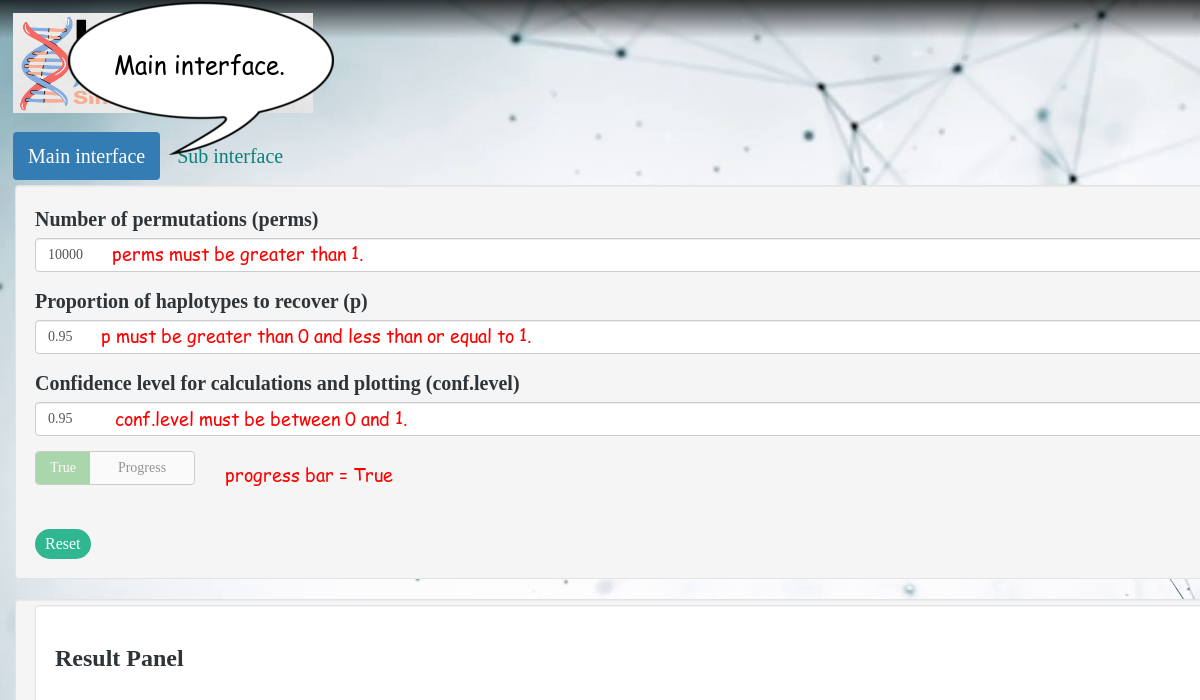 Main interface.
Main interface
Sub interface
Number of permutations (perms)
10000 perms must be greater than 1.
Proportion of haplotypes to recover (p)
0.95 p must be greater than 0 and less than or equal to 1.
Confidence level for calculations and plotting (conf.level)
0.95 conf.level must be between 0 and 1.
True Progress progress bar = True
Reset
Result Panel